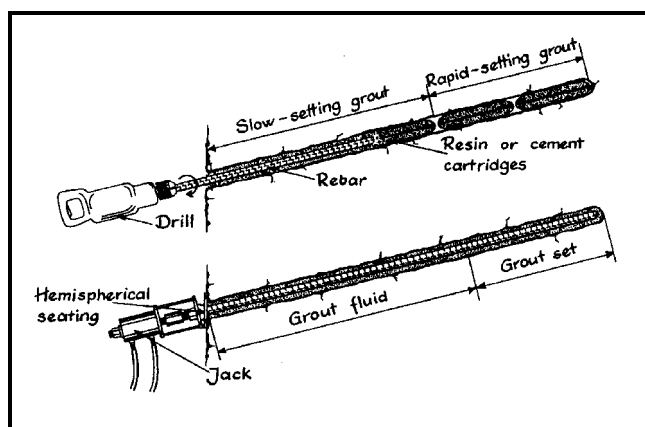 Slow-setting grout
Rapid-setting grout
Resin or cement
cartridges
Rebar
Drill
Hemispherical
seating
Grout fluid
Grout set
Jack